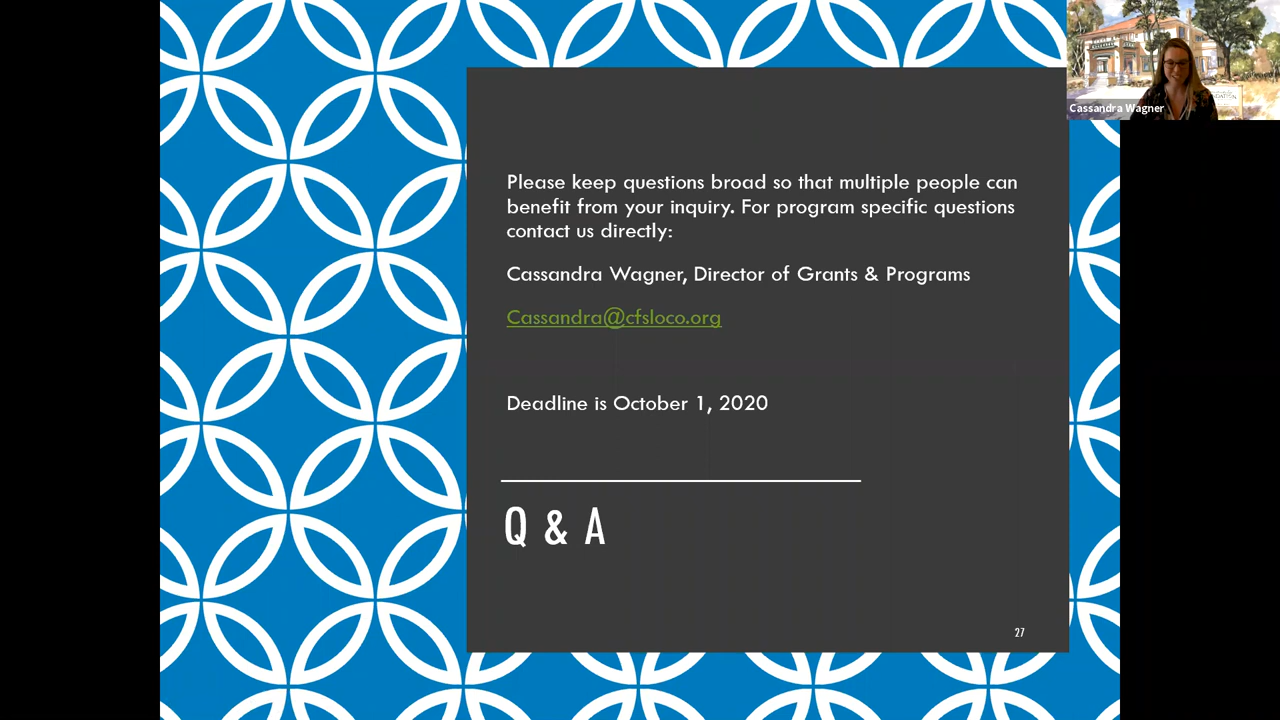 Cassandra Wagner
Please keep questions broad so that multiple people can
benefit from your inquiry. For program specific questions
contact us directly:
Cassandra Wagner, Director of Grants & Programs
Cassandra@cfsloco.org
Deadline is October 1, 2020
Q & A
27